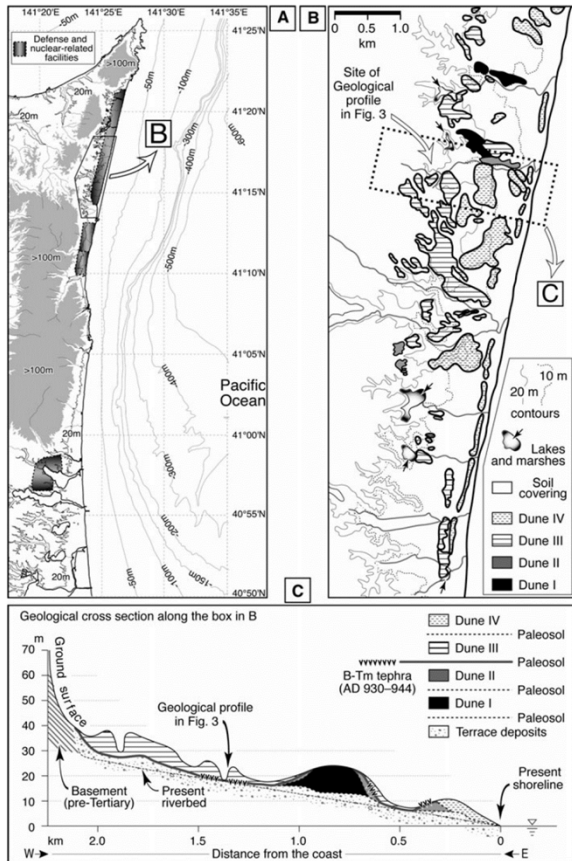 141°20'E 141°25'E 141°30'E 141°35'E
-50m
Defense and
nuclear-related
facilities
A
>100m
20m
20m
-50m
-100m
-300m
-400m
-600m
-500m
B
>100m
>100m
20m
20m
41°20'N
41°15'N
41°10'N
41°05'N
41°00'N
40°55'N
40°50'N
Pacific
Ocean
-400m
-300m
-200m
-150m
-100m
-50m
B
0 0.5 1.0
km
Site of
Geological
profile
in Fig. 3
C
10 m
20 m
contours
Lakes
and marshes
Soil
covering
Dune IV
Dune III
Dune II
Dune I
C
Geological cross section along the box in B
m
70
60
50
40
30
20
10
0
Ground surface
Geological profile
in Fig. 3
Basement
(pre-Tertiary)
Present
riverbed
Dune IV
Paleosol
Dune III
Paleosol
B-Tm tephra
(AD 930–944)
Dune II
Paleosol
Dune I
Paleosol
Terrace deposits
Present
shoreline
km 2.0 1.5 1.0 0.5 0
W Distance from the coast E